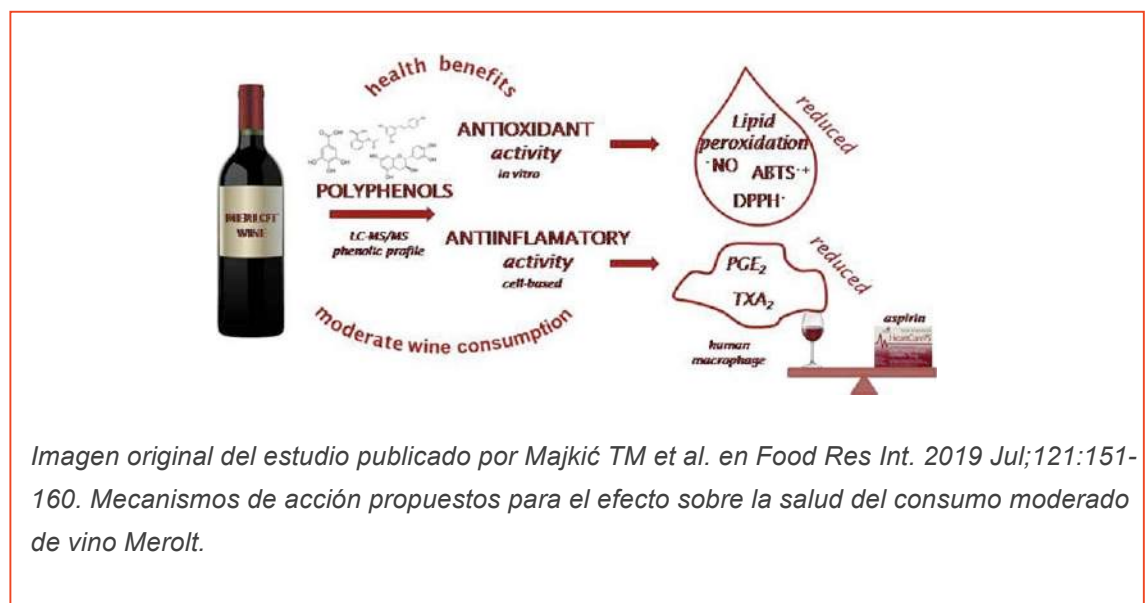 health benefits
ANTIOXIDANT
activity
in vitro
POLYPHENOLS
LC-MS/MS
phenolic profile
ANTIINFLAMATORY
activity
cell-based
moderate wine consumption
MERLOT
WINE
reduced
Lipid
peroxidation
·NO ABTS·+
DPPH·
reduced
PGE2
TXA2
human
macrophage
aspirin
Imagen original del estudio publicado por Majkić TM et al. en Food Res Int. 2019 Jul;121:151-
160. Mecanismos de acción propuestos para el efecto sobre la salud del consumo moderado
de vino Merolt.